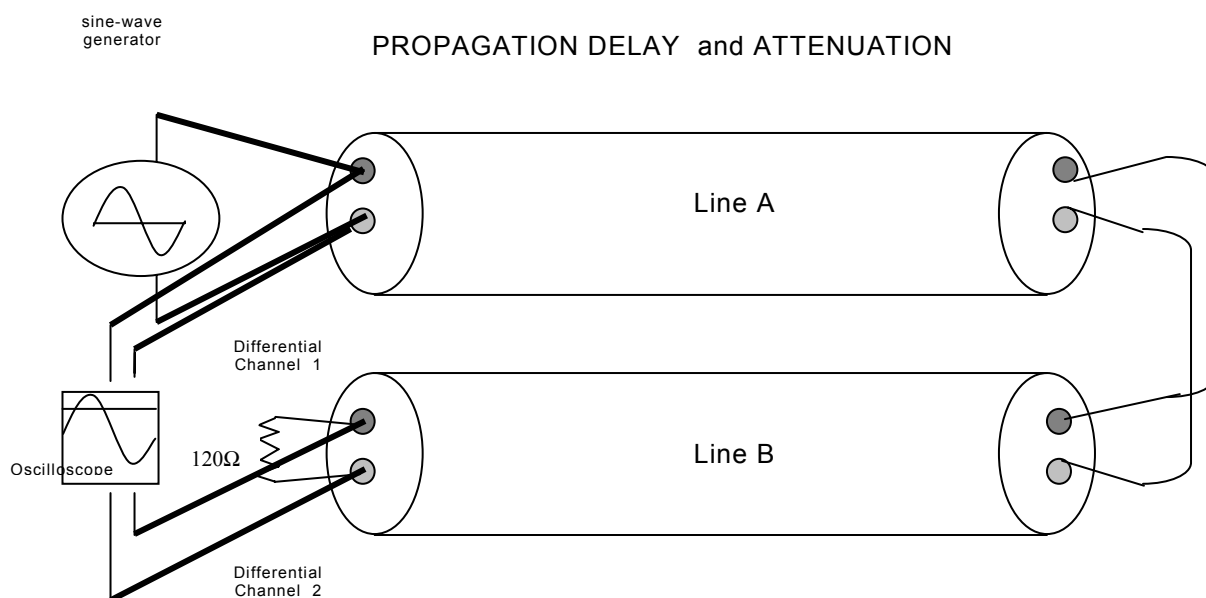 sine-wave
generator
PROPAGATION DELAY and ATTENUATION
Line A
Differential
Channel 1
Oscilloscope
120Ω
Line B
Differential
Channel 2